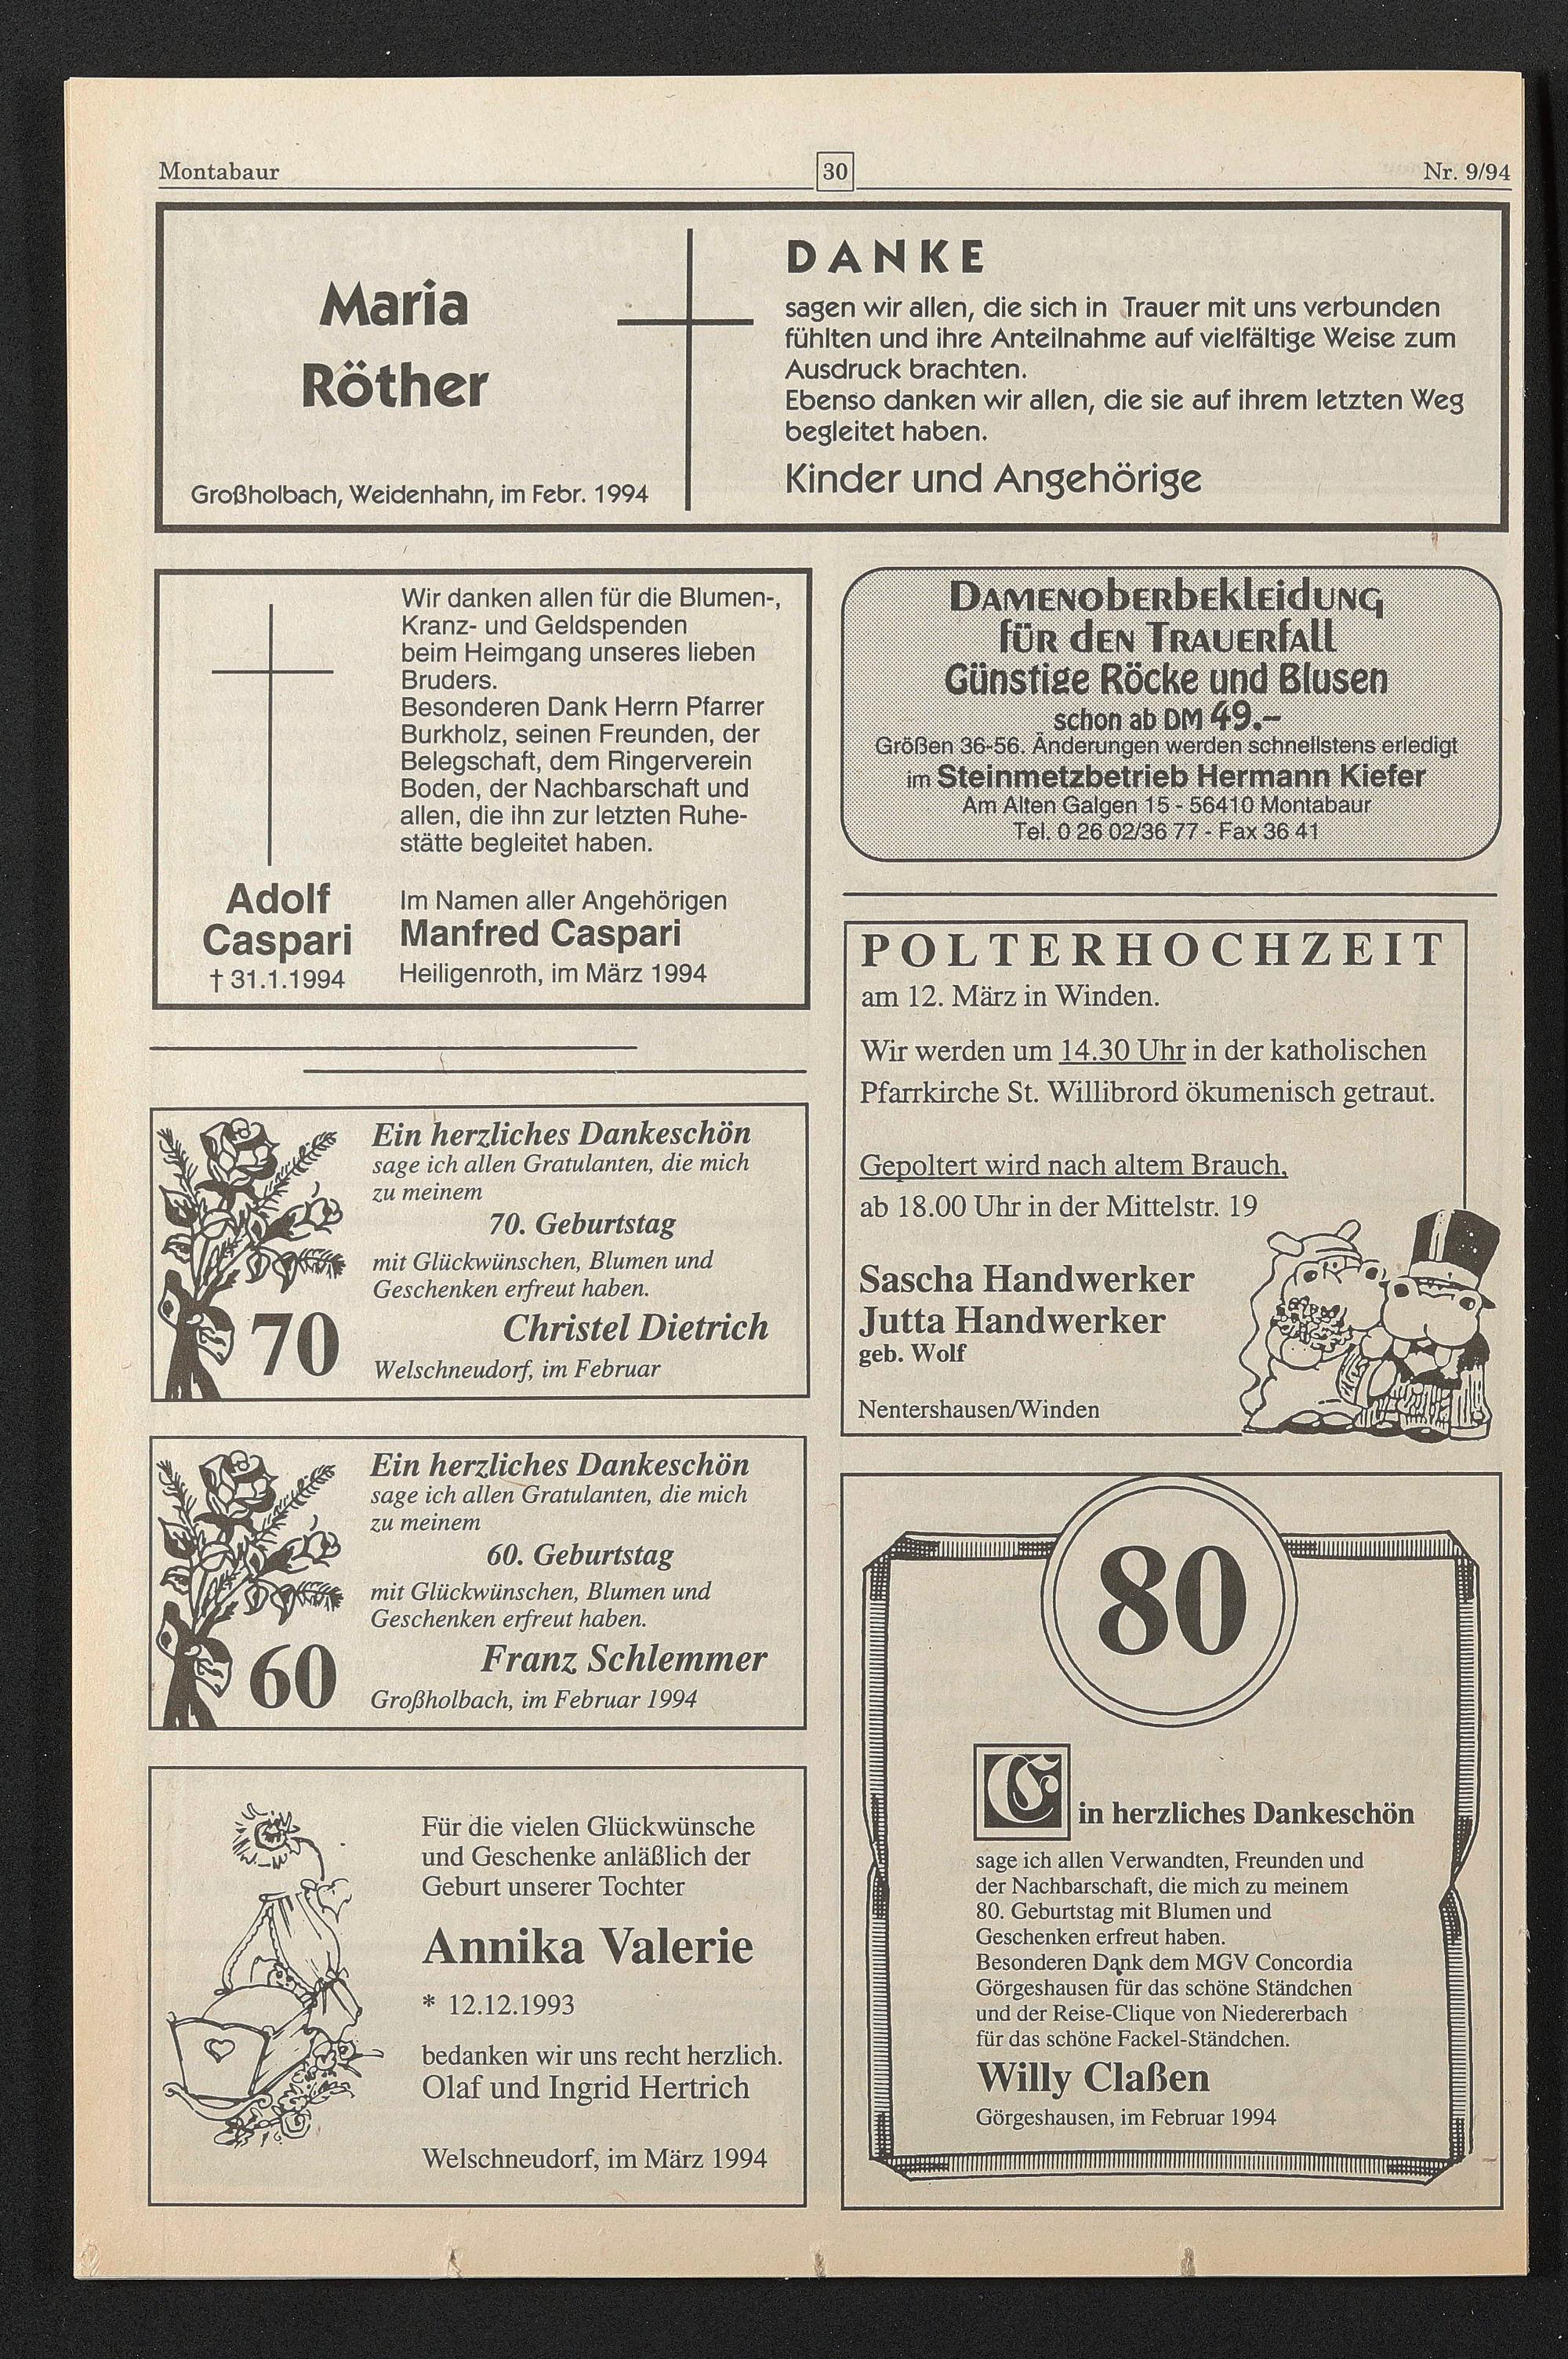 Montabaur
30
Nr. 9/94
Maria
Röther
Großholbach, Weidenhahn, im Febr. 1994
DANKE
sagen wir allen, die sich in Trauer mit uns verbunden
fühlten und ihre Anteilnahme auf vielfältige Weise zum
Ausdruck brachten.
Ebenso danken wir allen, die sie auf ihrem letzten Weg
begleitet haben.
Kinder und Angehörige
Wir danken allen für die Blumen-,
Kranz- und Geldspenden
beim Heimgang unseres lieben
Bruders.
Besonderen Dank Herrn Pfarrer
Burkholz, seinen Freunden, der
Belegschaft, dem Ringerverein
Boden, der Nachbarschaft und
allen, die ihn zur letzten Ruhe-
stätte begleitet haben.
Adolf
Caspari
† 31.1.1994
Im Namen aller Angehörigen
Manfred Caspari
Heiligenroth, im März 1994
Ein herzliches Dankeschön
sage ich allen Gratulanten, die mich
zu meinem
70. Geburtstag
mit Glückwünschen, Blumen und
Geschenken erfreut haben.
70
Christel Dietrich
Welschneudorf, im Februar
Ein herzliches Dankeschön
sage ich allen Gratulanten, die mich
zu meinem
60. Geburtstag
mit Glückwünschen, Blumen und
Geschenken erfreut haben.
60
Franz Schlemmer
Großholbach, im Februar 1994
Für die vielen Glückwünsche
und Geschenke anläßlich der
Geburt unserer Tochter
Annika Valerie
* 12.12.1993
bedanken wir uns recht herzlich.
Olaf und Ingrid Hertrich
Welschneudorf, im März 1994
Damenoberbekleidung
für den Trauerfall
Günstige Röcke und Blusen
schon ab DM 49.–
Größen 36-56. Änderungen werden schnellstens erledigt
im Steinmetzbetrieb Hermann Kiefer
Am Alten Galgen 15 - 56410 Montabaur
Tel. 0 26 02/36 77 - Fax 36 41
POLTERHOCHZEIT
am 12. März in Winden.
Wir werden um 14.30 Uhr in der katholischen
Pfarrkirche St. Willibrord ökumenisch getraut.
Gepoltert wird nach altem Brauch,
ab 18.00 Uhr in der Mittelstr. 19
Sascha Handwerker
Jutta Handwerker
geb. Wolf
Nentershausen/Winden
80
Ein herzliches Dankeschön
sage ich allen Verwandten, Freunden und
der Nachbarschaft, die mich zu meinem
80. Geburtstag mit Blumen und
Geschenken erfreut haben.
Besonderen Dank dem MGV Concordia
Görgeshausen für das schöne Ständchen
und der Reise-Clique von Niedererbach
für das schöne Fackel-Ständchen.
Willy Claßen
Görgeshausen, im Februar 1994